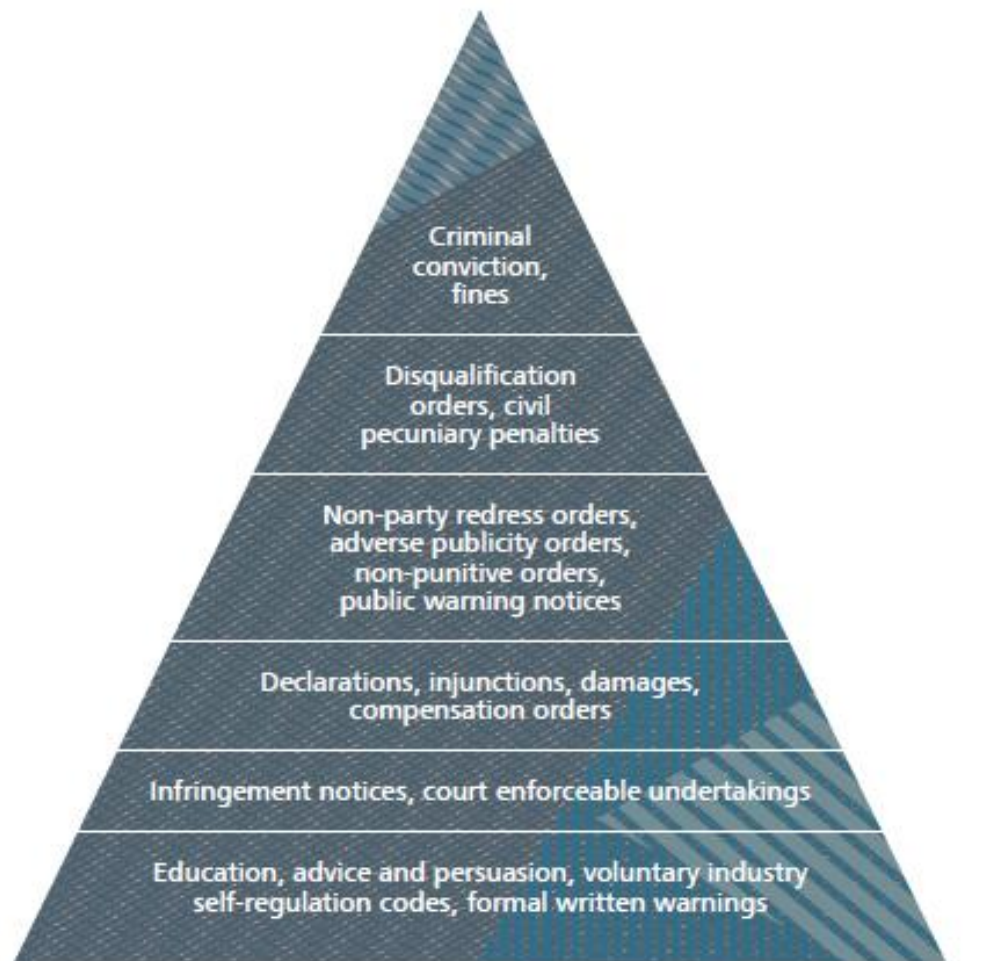 Criminal
conviction,
fines
Disqualification
orders, civil
pecuniary penalties
Non-party redress orders,
adverse publicity orders,
non-punitive orders,
public warning notices
Declarations, injunctions, damages,
compensation orders
Infringement notices, court enforceable undertakings
Education, advice and persuasion, voluntary industry
self-regulation codes, formal written warnings